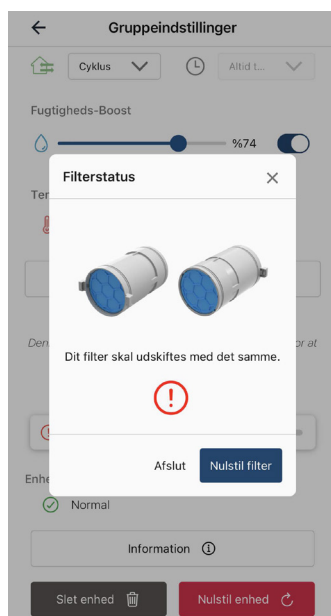 Gruppeindstillinger
Cyklus
Altid t...
Fugtigheds-Boost
%74
Filterstatus
Dit filter skal udskiftes med det samme.
Afslut
Nulstil filter
Normal
Information
Slet enhed
Nulstil enhed